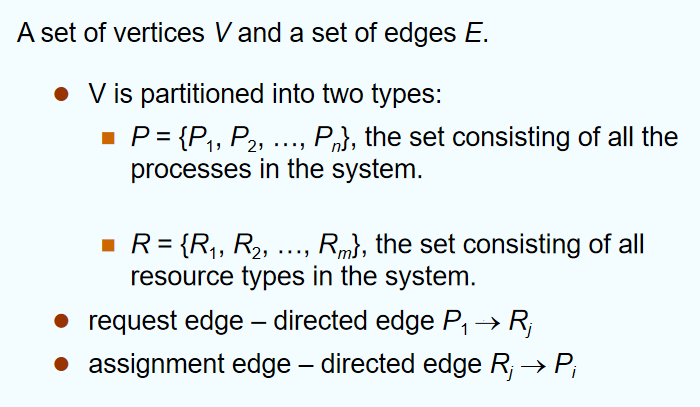 A set of vertices V and a set of edges E.
● V is partitioned into two types:
■ P = {P₁, P₂, …, Pₙ}, the set consisting of all the
processes in the system.
■ R = {R₁, R₂, …, Rₘ}, the set consisting of all
resource types in the system.
● request edge – directed edge P₁ → Rⱼ
● assignment edge – directed edge Rⱼ → Pᵢ